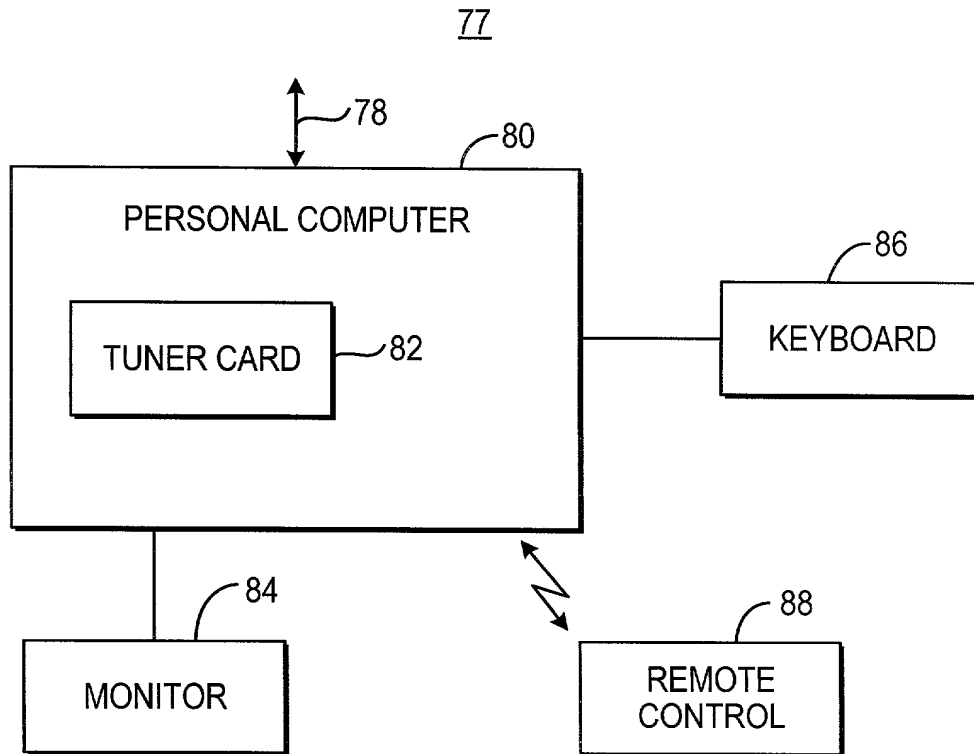 77
78
80
PERSONAL COMPUTER
86
TUNER CARD
82
KEYBOARD
84
88
MONITOR
REMOTE
CONTROL